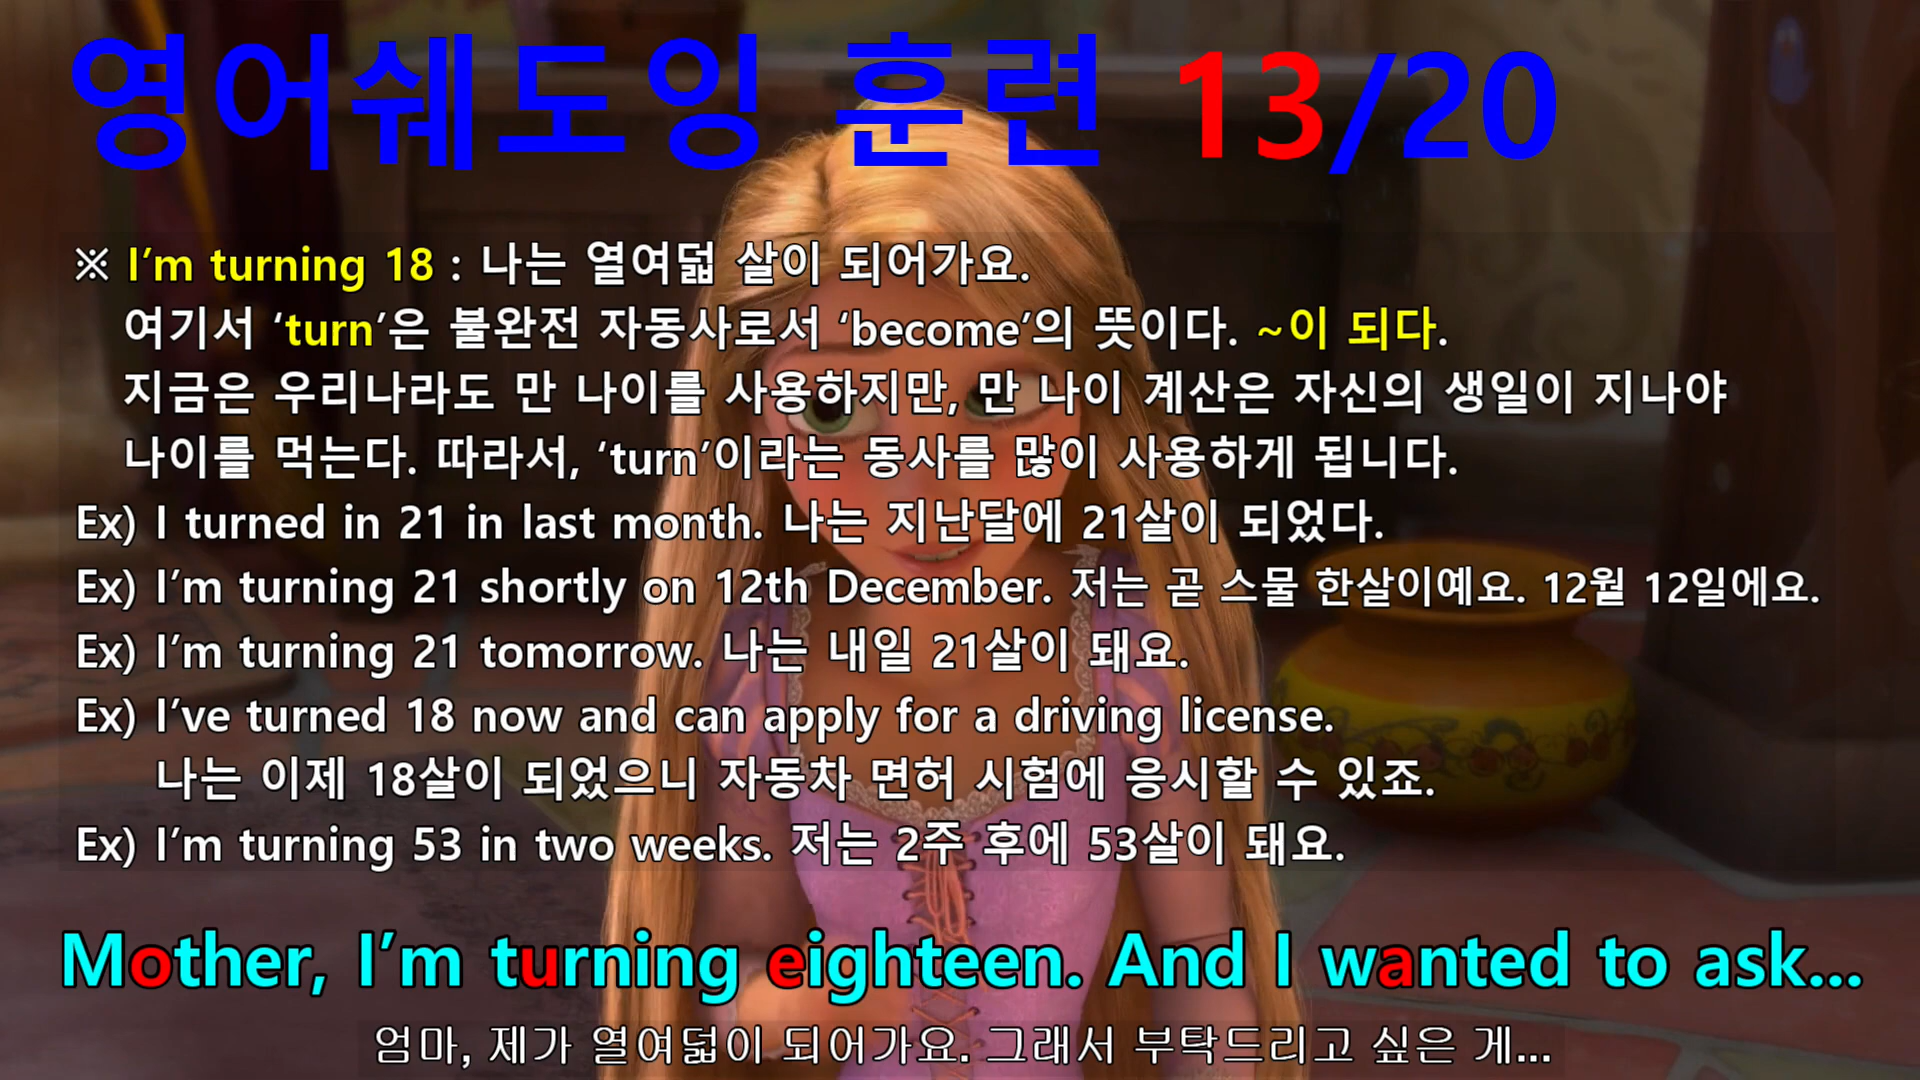 영어쉐도잉 훈련 13/20
※ I’m turning 18 : 나는 열여덟 살이 되어가요.
여기서 ‘turn’은 불완전 자동사로서 ‘become’의 뜻이다. ~이 되다.
지금은 우리나라도 만 나이를 사용하지만, 만 나이 계산은 자신의 생일이 지나야
나이를 먹는다. 따라서, ‘turn’이라는 동사를 많이 사용하게 됩니다.
Ex) I turned in 21 in last month. 나는 지난달에 21살이 되었다.
Ex) I’m turning 21 shortly on 12th December. 저는 곧 스물 한살이예요. 12월 12일에요.
Ex) I’m turning 21 tomorrow. 나는 내일 21살이 돼요.
Ex) I’ve turned 18 now and can apply for a driving license.
나는 이제 18살이 되었으니 자동차 면허 시험에 응시할 수 있죠.
Ex) I’m turning 53 in two weeks. 저는 2주 후에 53살이 돼요.
Mother, I’m turning eighteen. And I wanted to ask...
엄마, 제가 열여덟이 되어가요. 그래서 부탁드리고 싶은 게...